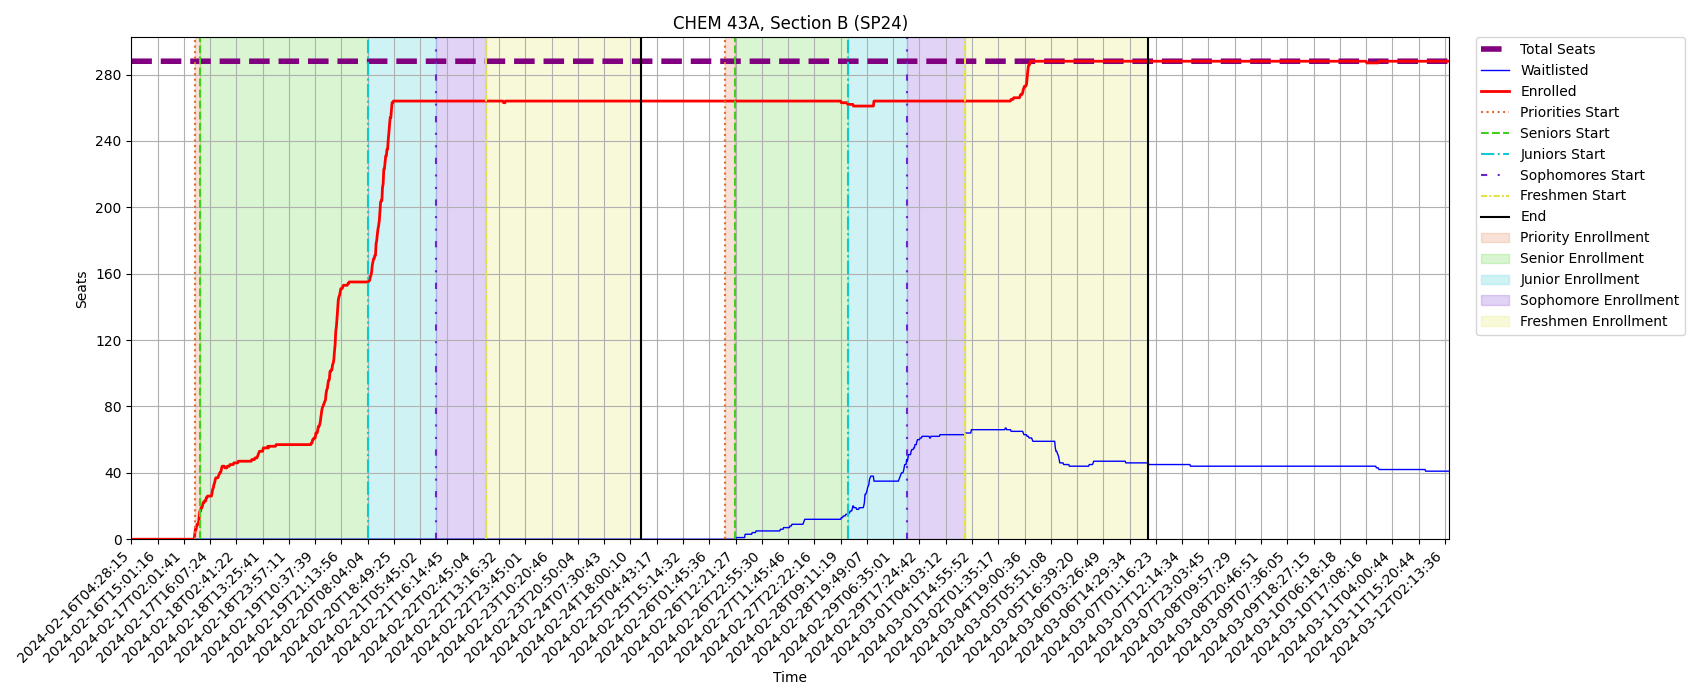 CHEM 43A, Section B (SP24)
Total Seats
Waitlisted
Enrolled
Priorities Start
Seniors Start
Juniors Start
Sophomores Start
Freshmen Start
End
Priority Enrollment
Senior Enrollment
Junior Enrollment
Sophomore Enrollment
Freshmen Enrollment
Seats
280
240
200
160
120
80
40
0
2024-02-16T04:28:15
2024-02-16T15:01:16
2024-02-17T02:01:41
2024-02-17T16:07:24
2024-02-18T02:41:22
2024-02-18T13:25:41
2024-02-18T23:57:11
2024-02-19T10:37:39
2024-02-19T21:13:56
2024-02-20T08:04:04
2024-02-20T18:49:25
2024-02-21T05:45:02
2024-02-21T16:14:45
2024-02-22T02:45:04
2024-02-22T13:16:32
2024-02-22T23:45:01
2024-02-23T10:20:46
2024-02-23T20:50:04
2024-02-24T07:30:43
2024-02-24T18:00:10
2024-02-25T04:43:17
2024-02-25T15:14:32
2024-02-26T01:45:36
2024-02-26T12:21:27
2024-02-26T22:55:30
2024-02-27T11:45:46
2024-02-27T22:22:16
2024-02-28T09:11:19
2024-02-28T19:49:07
2024-02-29T06:35:01
2024-02-29T17:24:42
2024-03-01T04:03:12
2024-03-01T14:55:52
2024-03-02T01:35:17
2024-03-04T19:00:36
2024-03-05T05:51:08
2024-03-05T16:39:20
2024-03-06T03:26:49
2024-03-06T14:29:34
2024-03-07T01:16:23
2024-03-07T12:14:34
2024-03-07T23:03:45
2024-03-08T09:57:29
2024-03-08T20:46:51
2024-03-09T07:36:05
2024-03-09T18:27:15
2024-03-10T06:18:18
2024-03-10T17:08:16
2024-03-11T04:00:44
2024-03-11T15:20:44
2024-03-12T02:13:36
Time